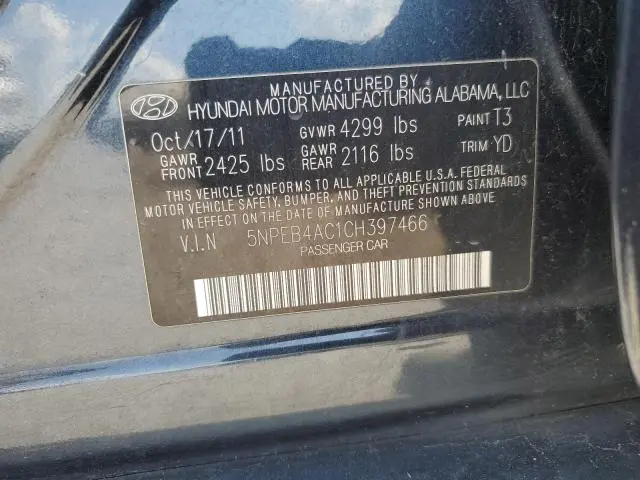 MANUFACTURED BY
HYUNDAI MOTOR MANUFACTURING ALABAMA, LLC
Oct/17/11 GVWR 4299 lbs PAINT T3
GAWR FRONT 2425 lbs GAWR REAR 2116 lbs TRIM YD
THIS VEHICLE CONFORMS TO ALL APPLICABLE U.S.A. FEDERAL
MOTOR VEHICLE SAFETY, BUMPER, AND THEFT PREVENTION STANDARDS
IN EFFECT ON THE DATE OF MANUFACTURE SHOWN ABOVE
V.I.N 5NPEB4AC1CH397466
PASSENGER CAR